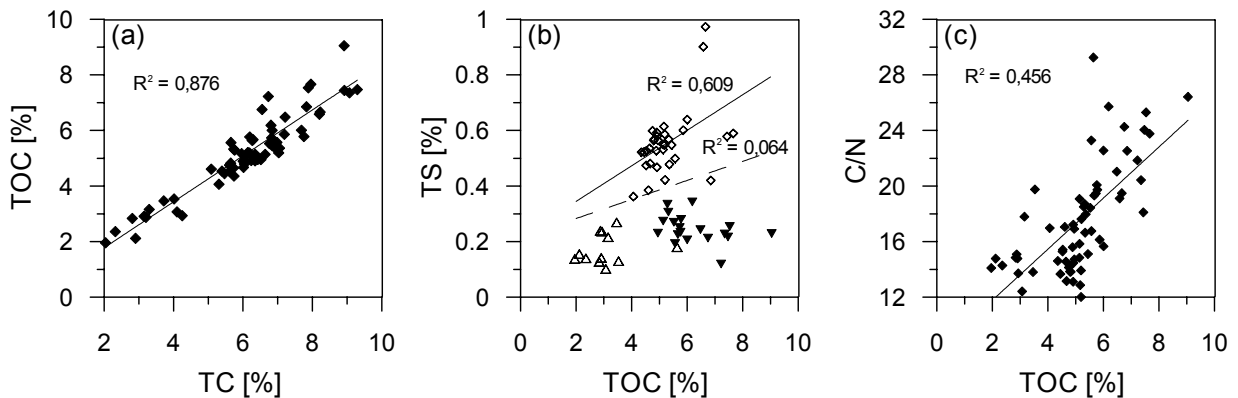 (a)
R² = 0,876
10
8
6
4
2
0
TOC [%]
2 4 6 8 10
TC [%]
(b)
R² = 0,609
R² = 0,064
1
0.8
0.6
0.4
0.2
0
TS [%]
0 2 4 6 8 10
TOC [%]
(c)
R² = 0,456
32
28
24
20
16
12
C/N
0 2 4 6 8 10
TOC [%]